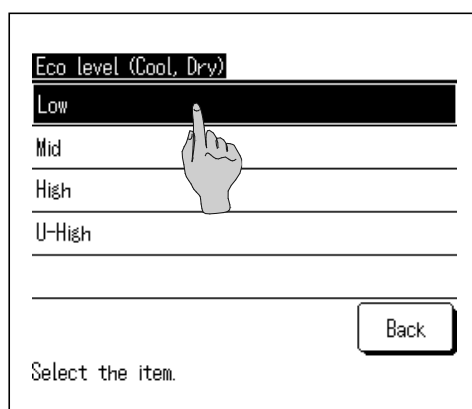 Eco level (Cool, Dry)
Low
Mid
High
U-High
Back
Select the item.